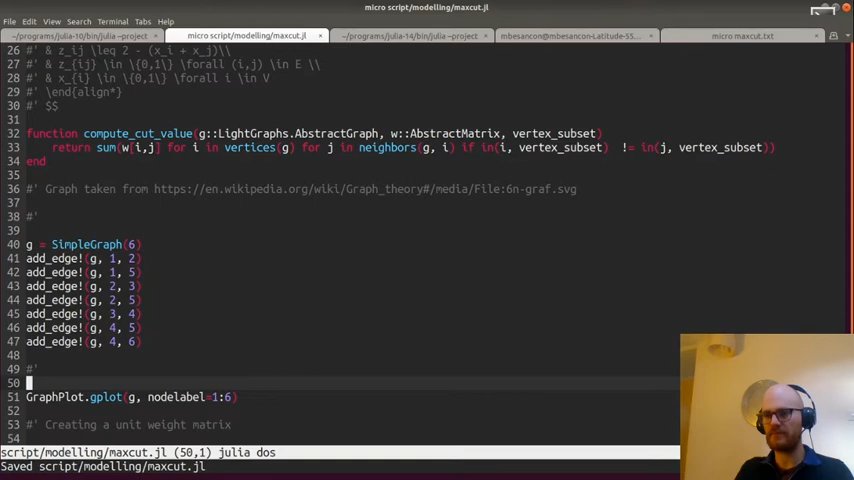 micro script/modelling/maxcut.jl
File Edit View Search Terminal Tabs Help
~/programs/julia-10/bin/julia × micro script/modelling/maxcut.jl × ~/programs/julia-14/bin/julia × mbesancon@mbesancon-Latitude-55... × micro maxcut.txt ×
26 #' & z_ij \leq 2 - (x_i + x_j)\\
27 #' & z_{ij} \in \{0,1\} \forall (i,j) \in E \\
28 #' & x_{i} \in \{0,1\} \forall i \in V
29 #' \end{align*}
30 #' $$
31
32 function compute_cut_value(g::LightGraphs.AbstractGraph, w::AbstractMatrix, vertex_subset)
33 return sum(w[i,j] for i in vertices(g) for j in neighbors(g, i) if in(i, vertex_subset) != in(j, vertex_subset))
34 end
35
36 #' Graph taken from https://en.wikipedia.org/wiki/Graph_theory#/media/File:6n-graf.svg
37
38 #'
39
40 g = SimpleGraph(6)
41 add_edge!(g, 1, 2)
42 add_edge!(g, 1, 5)
43 add_edge!(g, 2, 3)
44 add_edge!(g, 2, 5)
45 add_edge!(g, 3, 4)
46 add_edge!(g, 4, 5)
47 add_edge!(g, 4, 6)
48
49 #'
50
51 GraphPlot.gplot(g, nodelabel=1:6)
52
53 #' Creating a unit weight matrix
54
script/modelling/maxcut.jl (50,1) julia dos
Saved script/modelling/maxcut.jl